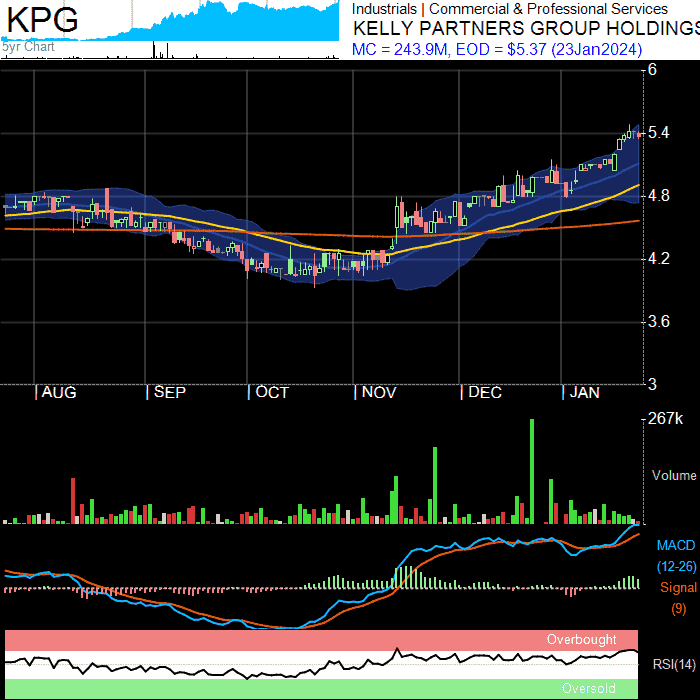 KPG
5yr Chart
Industrials | Commercial & Professional Services
KELLY PARTNERS GROUP HOLDINGS
MC = 243.9M, EOD = $5.37 (23Jan2024)
6
5.4
4.8
4.2
3.6
3
| AUG | SEP | OCT | NOV | DEC | JAN
267k
Volume
MACD
(12-26)
Signal
(9)
Overbought
RSI(14)
Oversold